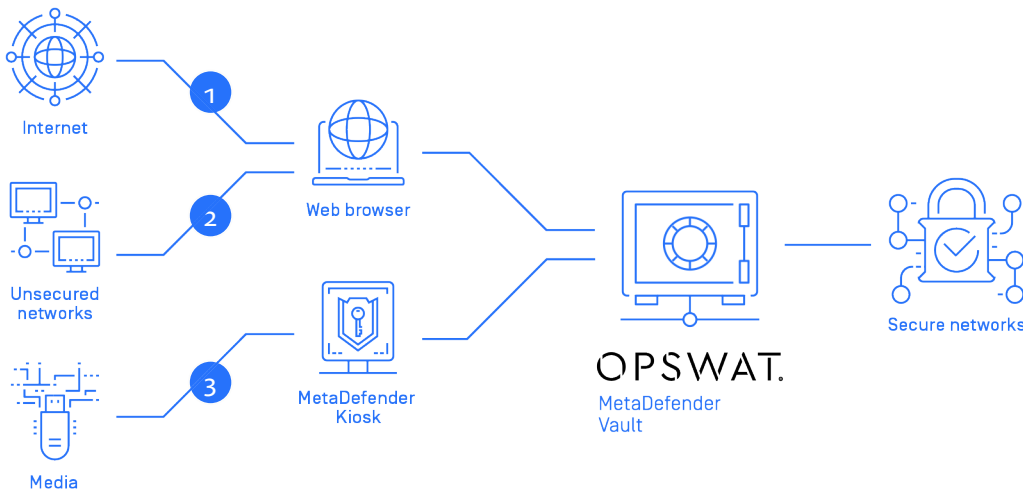 Internet
1
Web browser
2
Unsecured
networks
MetaDefender
Kiosk
3
Media
OPSWAT.
MetaDefender
Vault
Secure networks